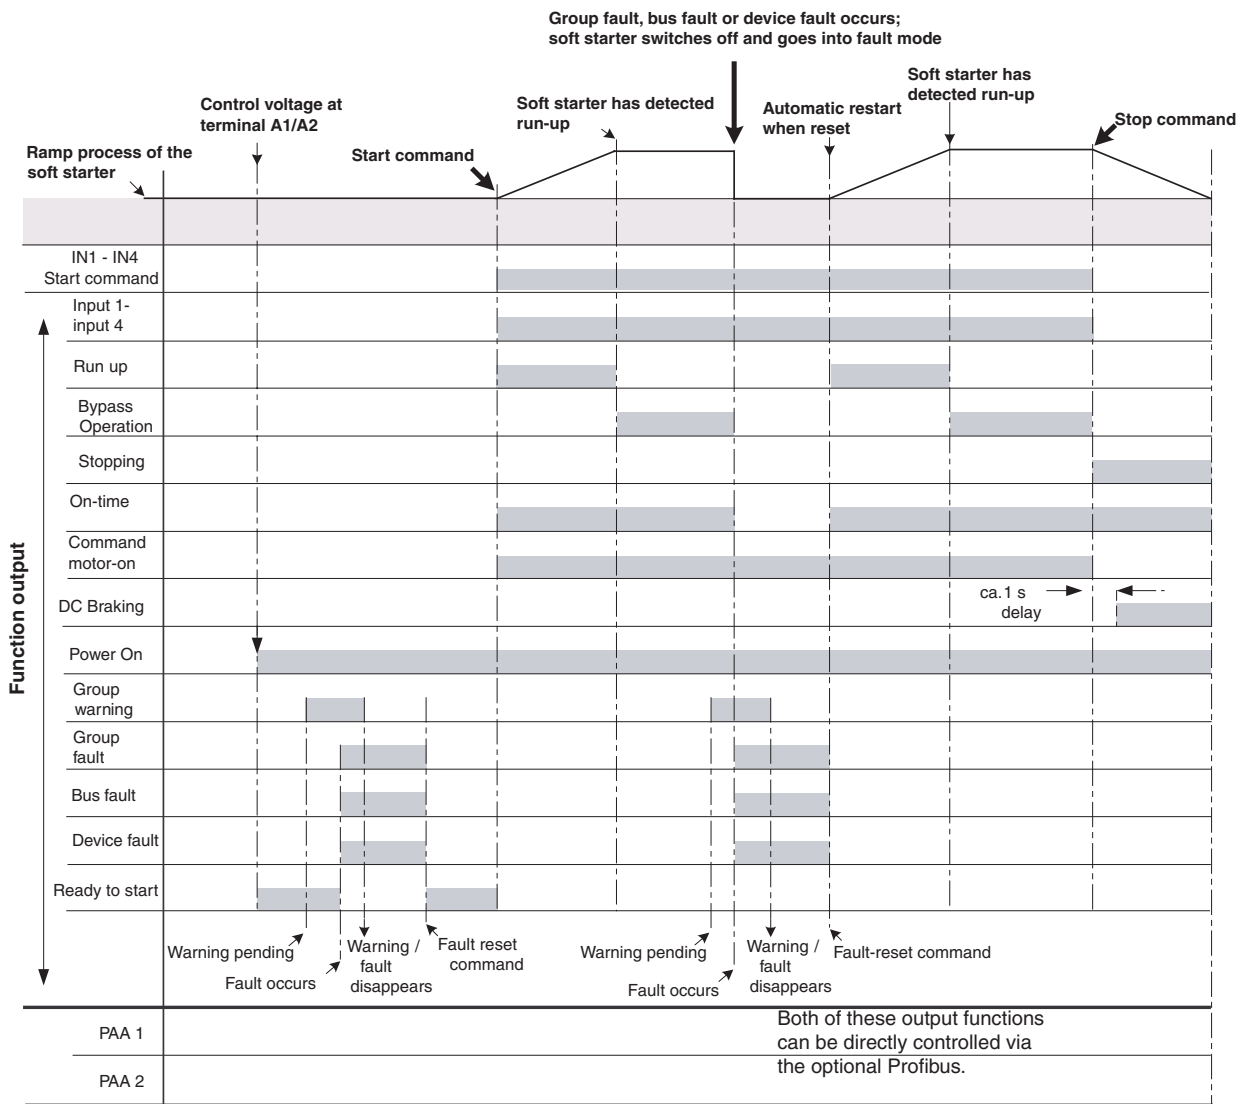 Group fault, bus fault or device fault occurs;
soft starter switches off and goes into fault mode
Soft starter has
detected run-up
Soft starter has detected
run-up
Automatic restart
when reset
Control voltage at
terminal A1/A2
Stop command
Ramp process of the
soft starter
Start command
IN1 - IN4
Start command
Input 1-
input 4
Run up
Bypass
Operation
Stopping
On-time
Command
motor-on
ca.1 s
delay
DC Braking
Power On
Group
warning
Group
fault
Bus fault
Device fault
Ready to start
Function output
Warning pending
Fault occurs
Warning /
fault
disappears
Fault reset
command
Warning pending
Fault occurs
Warning /
fault
disappears
Fault-reset command
PAA 1
PAA 2
Both of these output functions
can be directly controlled via
the optional Profibus.